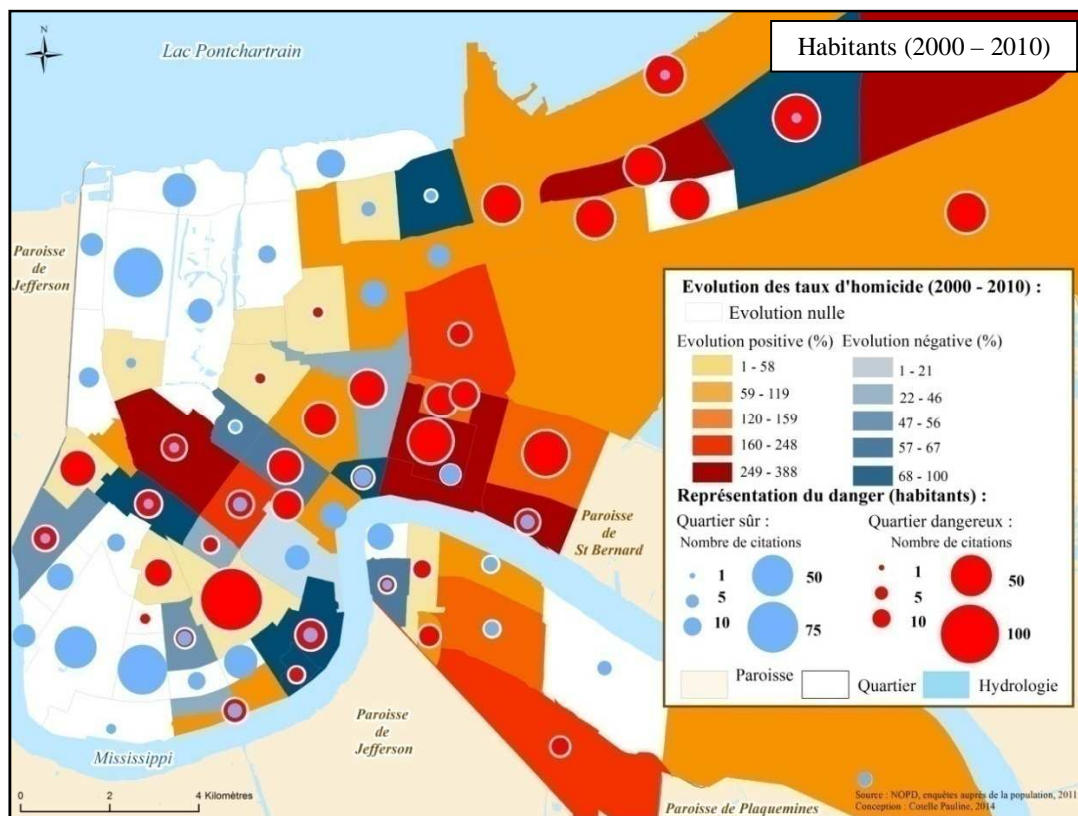 N
Lac Pontchartrain
Habitants (2000 – 2010)
Paroisse
de
Jefferson
Evolution des taux d'homicide (2000 - 2010) :
Evolution nulle
Evolution positive (%)
Evolution négative (%)
1 - 58
59 - 119
120 - 159
160 - 248
249 - 388
1 - 21
22 - 46
47 - 56
57 - 67
68 - 100
Représentation du danger (habitants) :
Quartier sûr :
Nombre de citations
1
5
10
50
75
Quartier dangereux :
Nombre de citations
1
5
10
50
100
Paroisse
Quartier
Hydrologie
Paroisse
de
St Bernard
Paroisse
de
Jefferson
Mississippi
0 2 4 Kilomètres
Paroisse de Plaquemines
Source : NOPD, enquêtes auprès de la population, 2011
Conception : Cotelle Pauline, 2014